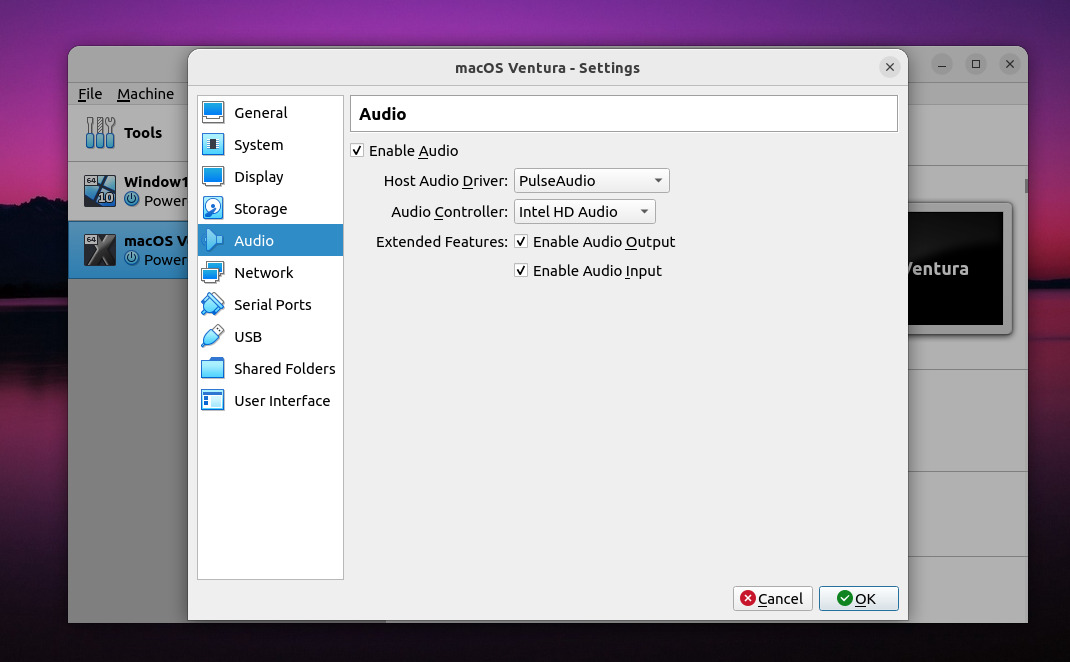 macOS Ventura - Settings
File Machine
Tools
64
10
Window1
Power
64
X
macOS V
Power
General
System
Display
Storage
Audio
Network
Serial Ports
USB
Shared Folders
User Interface
Audio
Enable Audio
Host Audio Driver: PulseAudio
Audio Controller: Intel HD Audio
Extended Features: Enable Audio Output
Enable Audio Input
Ventura
Cancel OK